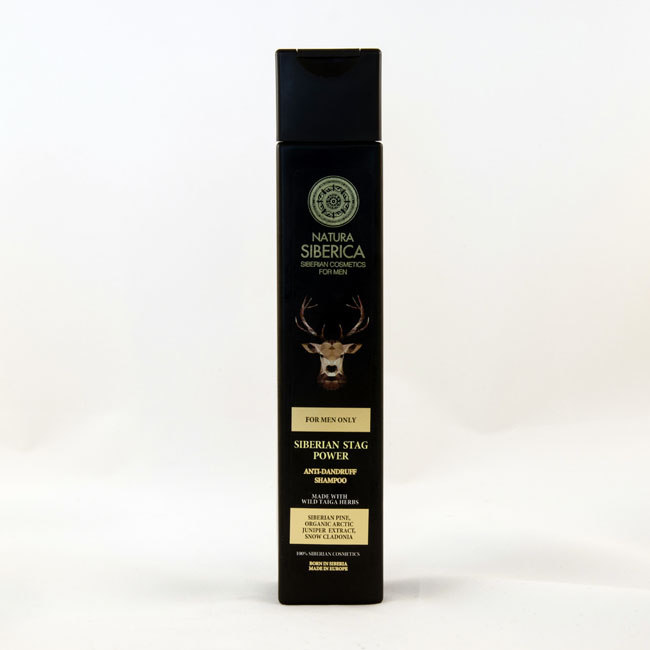 NATURA
SIBERICA
SIBERIAN COSMETICS
FOR MEN
FOR MEN ONLY
SIBERIAN STAG
POWER
ANTI-DANDRUFF
SHAMPOO
MADE WITH
WILD TAIGA HERBS
SIBERIAN PINE,
ORGANIC ARCTIC
JUNIPER EXTRACT,
SNOW CLADONIA
100% SIBERIAN COSMETICS
BORN IN SIBERIA
MADE IN EUROPE